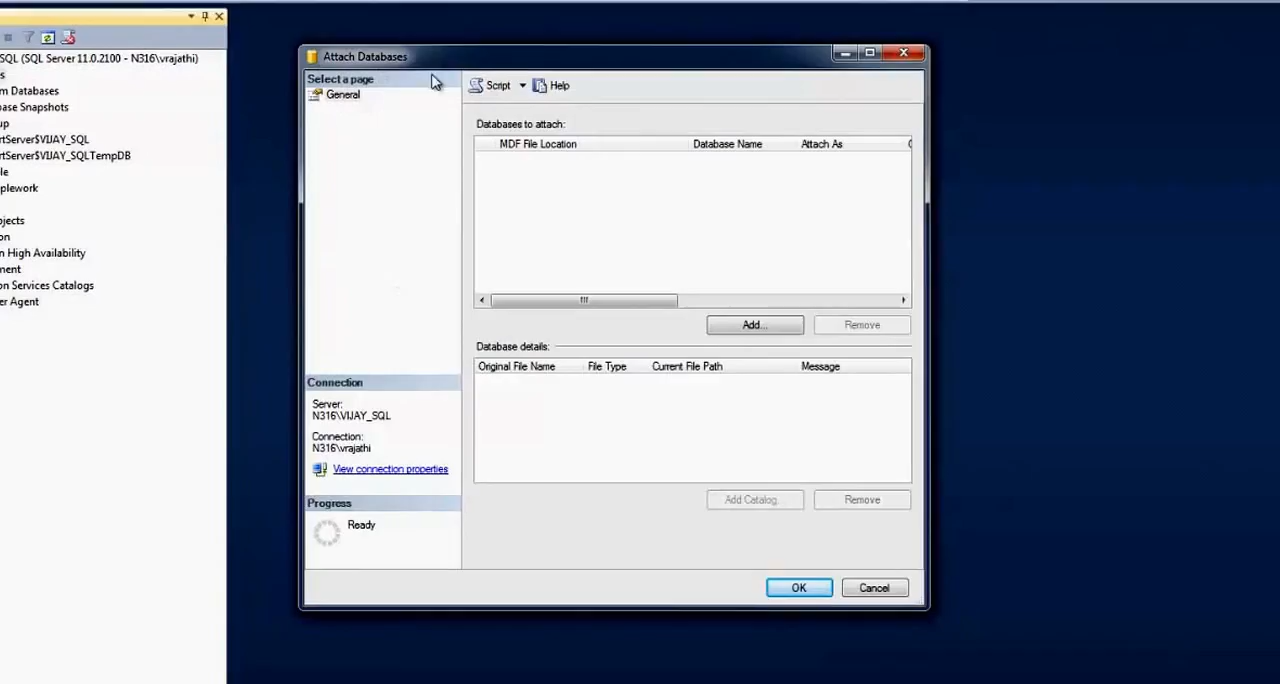 SQL (SQL Server 11.0.2100 - N316\vrajathi)
s
m Databases
base Snapshots
up
rtServer$VIJAY_SQL
rtServer$VIJAY_SQLTempDB
le
plework
jects
on
n High Availability
ment
on Services Catalogs
er Agent
Attach Databases
Select a page
General
Connection
Server:
N316\VIJAY_SQL
Connection:
N316\vrajathi
View connection properties
Progress
Ready
Script Help
Databases to attach:
MDF File Location Database Name Attach As
Add... Remove
Database details:
Original File Name File Type Current File Path Message
Add Catalog... Remove
OK Cancel